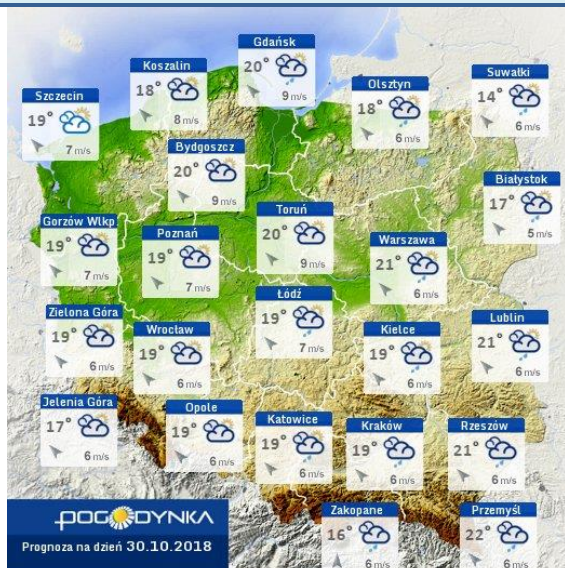 Gdańsk
20°
9 m/s
Koszalin
18°
8 m/s
Olsztyn
18°
6 m/s
Suwałki
14°
6 m/s
Szczecin
19°
7 m/s
Bydgoszcz
20°
9 m/s
Białystok
17°
5 m/s
Gorzów Wlkp
19°
7 m/s
Poznań
19°
7 m/s
Toruń
20°
9 m/s
Warszawa
21°
6 m/s
Zielona Góra
19°
6 m/s
Wrocław
19°
6 m/s
Łódź
19°
7 m/s
Kielce
19°
6 m/s
Lublin
21°
6 m/s
Jelenia Góra
17°
6 m/s
Opole
19°
6 m/s
Katowice
19°
6 m/s
Kraków
19°
6 m/s
Rzeszów
21°
6 m/s
Zakopane
16°
6 m/s
Przemyśl
22°
6 m/s
POGODYNKA
Prognoza na dzień 30.10.2018